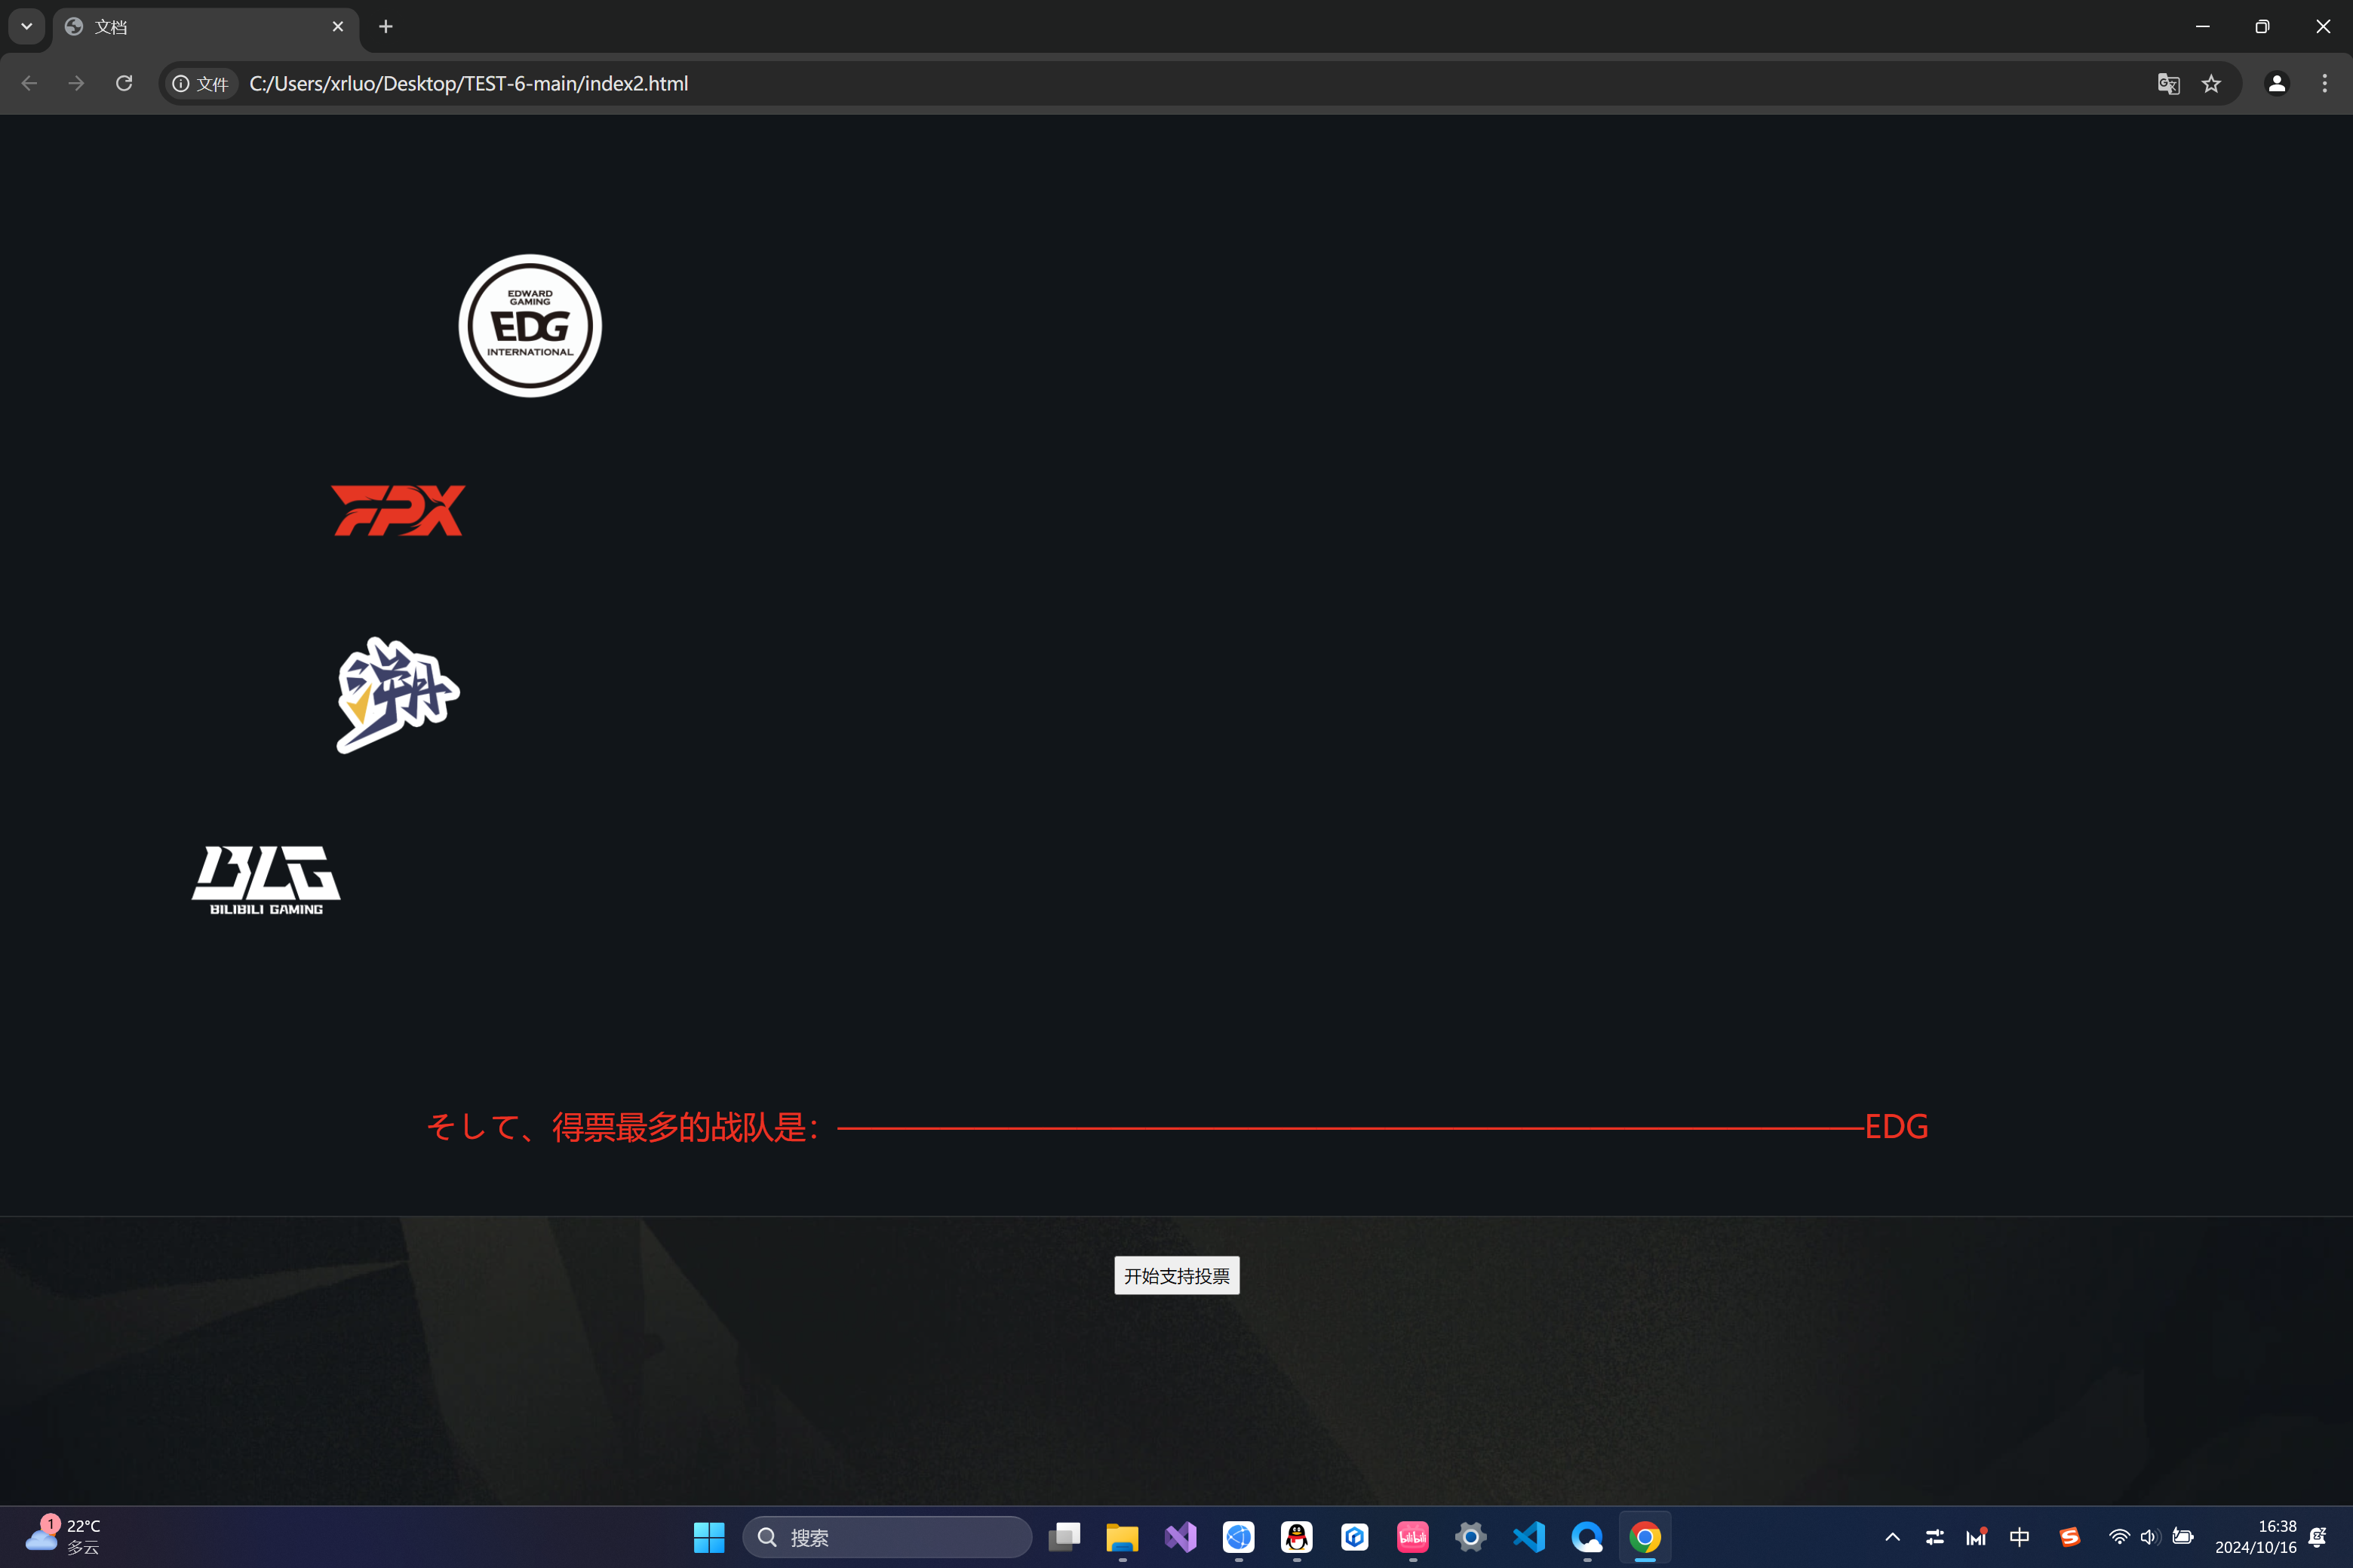 文档
文件 C:/Users/xrluo/Desktop/TEST-6-main/index2.html
EDWARD
GAMING
EDG
INTERNATIONAL
FPX
BLG
BILIBILI GAMING
そして、得票最多的战队是：——————————————————————————————EDG
开始支持投票
1
22°C
多云
搜索
bilibili
中
16:38
2024/10/16